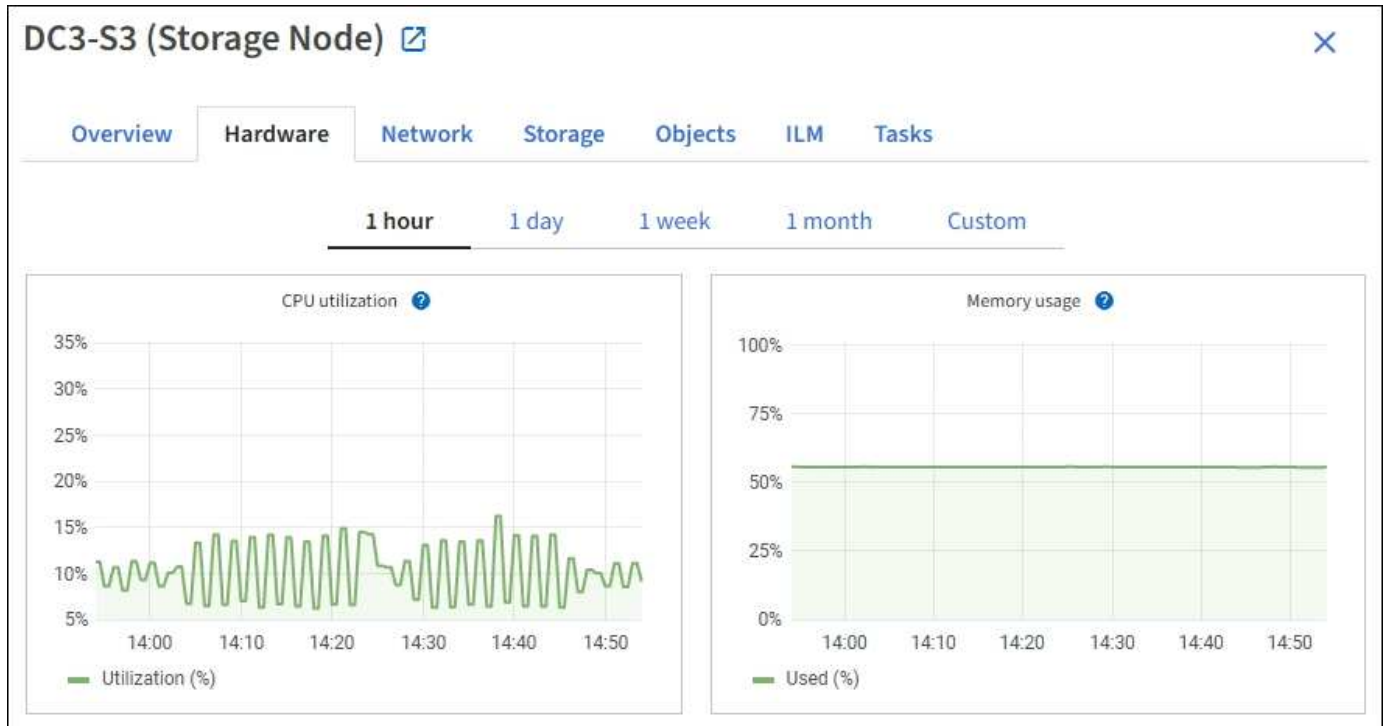 DC3-S3 (Storage Node)
Overview Hardware Network Storage Objects ILM Tasks
1 hour 1 day 1 week 1 month Custom
CPU utilization ?
35%
30%
25%
20%
15%
10%
5%
14:00 14:10 14:20 14:30 14:40 14:50
Utilization (%)
Memory usage ?
100%
75%
50%
25%
0%
14:00 14:10 14:20 14:30 14:40 14:50
Used (%)